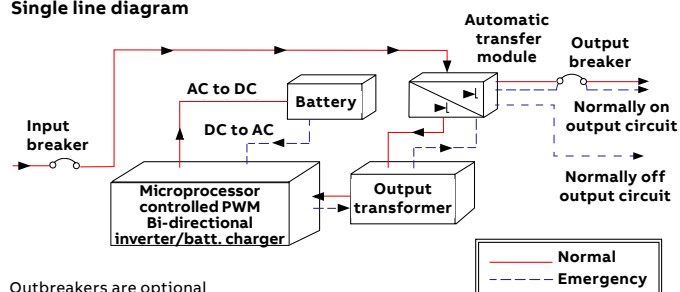 Single line diagram
Automatic
transfer
module
Output
breaker
AC to DC
Battery
DC to AC
Input
breaker
Normally on
output circuit
Microprocessor
controlled PWM
Bi-directional
inverter/batt. charger
Output
transformer
Normally off
output circuit
Normal
Emergency
Outbreakers are optional